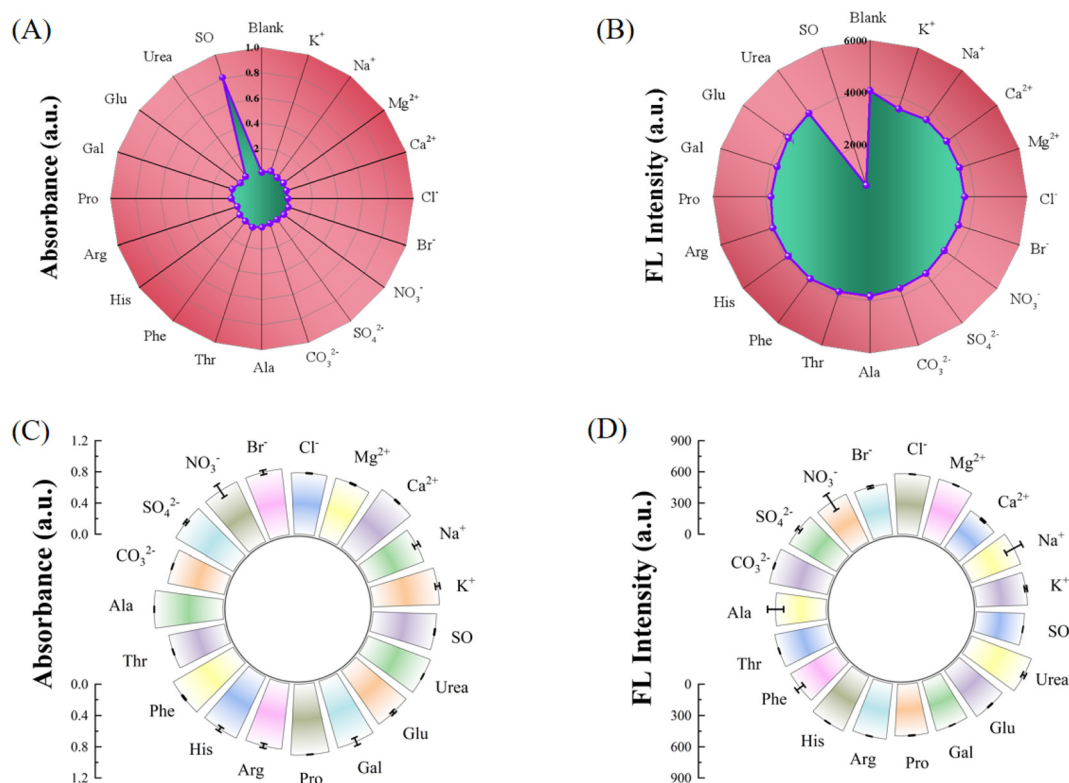 (A)
Absorbance (a.u.)
1.0
0.8
0.6
0.4
2
Blank
K⁺
Na⁺
Mg²⁺
Ca²⁺
Cl⁻
Br⁻
NO₃⁻
SO₄²⁻
CO₃²⁻
Ala
Thr
Phe
His
Arg
Pro
Gal
Glu
Urea
SO
(B)
FL Intensity (a.u.)
6000
4000
2000
Blank
K⁺
Na⁺
Ca²⁺
Mg²⁺
Cl⁻
Br⁻
NO₃⁻
SO₄²⁻
CO₃²⁻
Ala
Thr
Phe
His
Arg
Pro
Gal
Glu
Urea
SO
(C)
Absorbance (a.u.)
1.2
0.8
0.4
0.0
0.0
0.4
0.8
1.2
Cl⁻
Mg²⁺
Ca²⁺
Na⁺
K⁺
SO
Urea
Glu
Gal
Pro
Arg
His
Phe
Thr
Ala
CO₃²⁻
SO₄²⁻
NO₃⁻
Br⁻
(D)
FL Intensity (a.u.)
900
600
300
0
0
300
600
900
Cl⁻
Mg²⁺
Ca²⁺
Na⁺
K⁺
SO
Urea
Glu
Gal
Pro
Arg
His
Phe
Thr
Ala
CO₃²⁻
SO₄²⁻
NO₃⁻
Br⁻